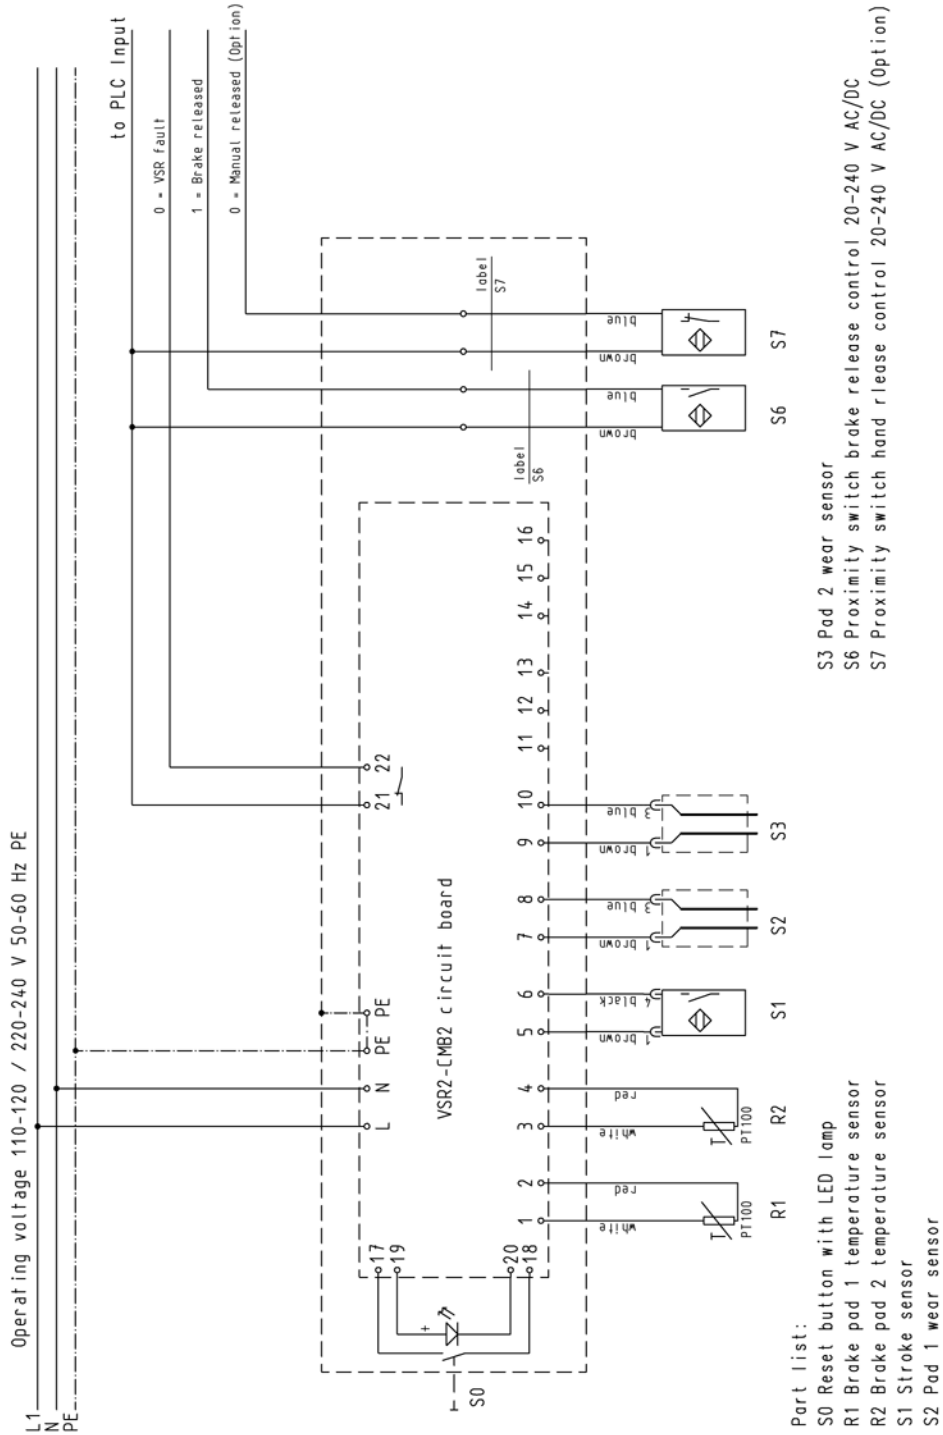 Operating voltage 110-120 / 220-240 V 50-60 Hz PE
L1
N
PE
to PLC Input
0 = VSR fault
1 = Brake released
0 = Manual released (Option)
L
N
PE
PE
21
22
17
19
20
18
S0
+
VSR2-CMB2 circuit board
1
2
3
4
5
6
7
8
9
10
11
12
13
14
15
16
label
S6
label
S7
white
red
white
red
1 brown
4 black
1 brown
3 blue
1 brown
3 blue
brown
blue
brown
blue
T
PT100
T
PT100
R1
R2
S1
S2
S3
S6
S7
Part list:
S0 Reset button with LED lamp
R1 Brake pad 1 temperature sensor
R2 Brake pad 2 temperature sensor
S1 Stroke sensor
S2 Pad 1 wear sensor
S3 Pad 2 wear sensor
S6 Proximity switch brake release control 20-240 V AC/DC
S7 Proximity switch hand rlease control 20-240 V AC/DC (Option)